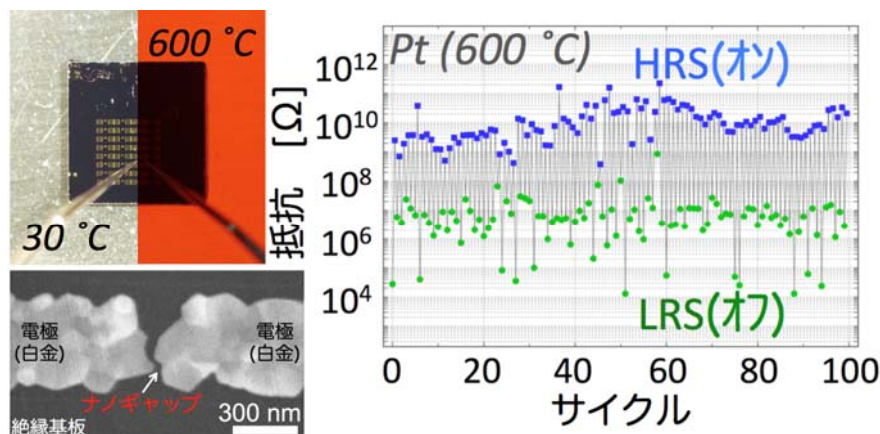 600 ˚C
30 ˚C
電極
(白金)
電極
(白金)
ナノギャップ
300 nm
絶縁基板
Pt (600 ˚C)
HRS(オン)
LRS(オフ)
抵抗 [Ω]
10¹²
10¹⁰
10⁸
10⁶
10⁴
0
20
40
60
80
100
サイクル